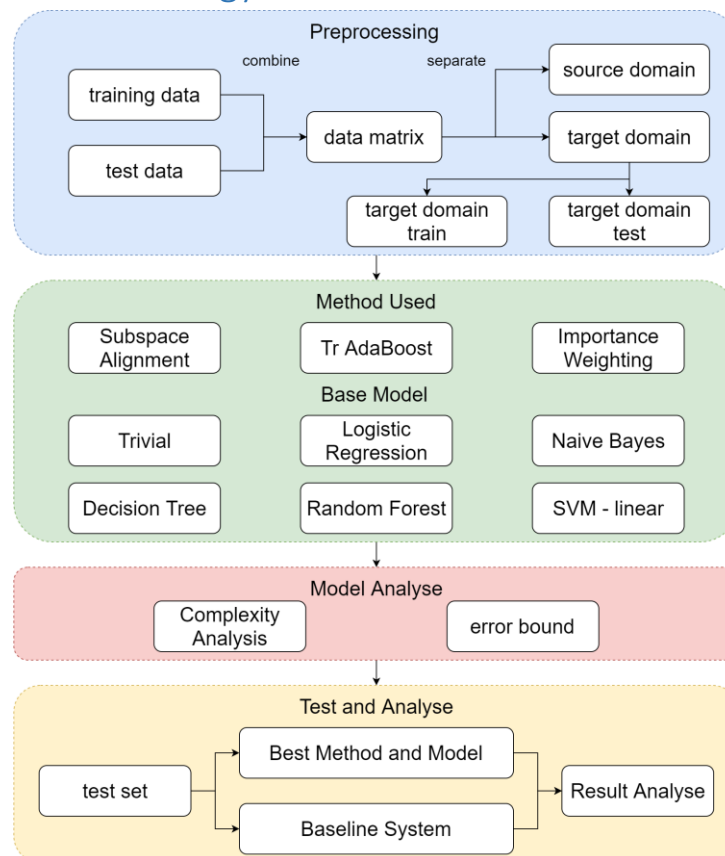 Preprocessing
combine
separate
source domain
training data
data matrix
target domain
test data
target domain
train
target domain
test
Method Used
Subspace
Alignment
Tr AdaBoost
Importance
Weighting
Base Model
Trivial
Logistic
Regression
Naive Bayes
Decision Tree
Random Forest
SVM - linear
Model Analyse
Complexity
Analysis
error bound
Test and Analyse
Best Method and Model
test set
Result Analyse
Baseline System